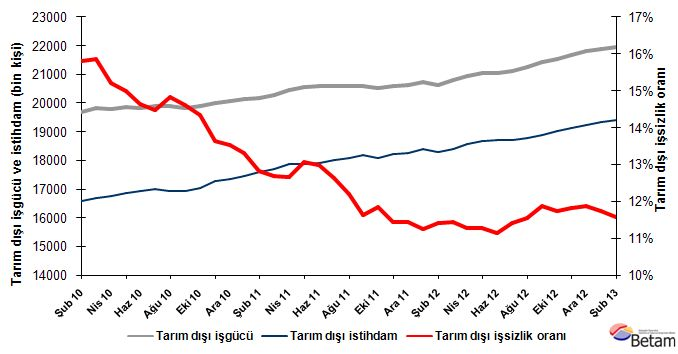 Tarım dışı işgücü ve istihdam (bin kişi)
23000
22000
21000
20000
19000
18000
17000
16000
15000
14000
17%
16%
15%
14%
13%
12%
11%
10%
Tarım dışı işsizlik oranı
Şub 10
Nis 10
Haz 10
Ağu 10
Eki 10
Ara 10
Şub 11
Nis 11
Haz 11
Ağu 11
Eki 11
Ara 11
Şub 12
Nis 12
Haz 12
Ağu 12
Eki 12
Ara 12
Şub 13
Tarım dışı işgücü
Tarım dışı istihdam
Tarım dışı işsizlik oranı
Betam